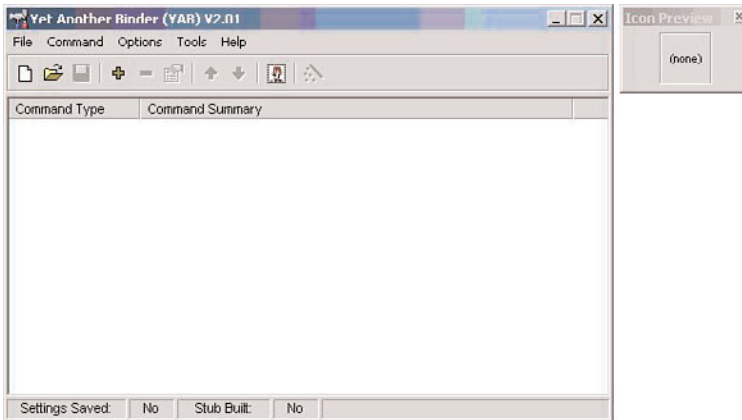 Yet Another Binder (YAB) V2.01
Icon Preview
File Command Options Tools Help
(none)
Command Type Command Summary
Settings Saved: No Stub Built: No